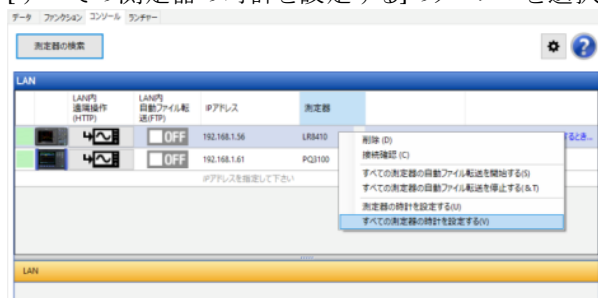 [すべての測定器の時計を設定する]のメニューを選択
データ ファンクション コンソール ランチャー
測定器の検索
LAN
LAN内
遠隔操作
(HTTP)
LAN内
自動ファイル転
送(FTP)
IPアドレス
測定器
OFF
192.168.1.56
LR8410
するとき...
OFF
192.168.1.61
PQ3100
IPアドレスを指定して下さい
削除 (D)
接続確認 (C)
すべての測定器の自動ファイル転送を開始する(S)
すべての測定器の自動ファイル転送を停止する(&T)
測定器の時計を設定する(U)
すべての測定器の時計を設定する(V)
LAN